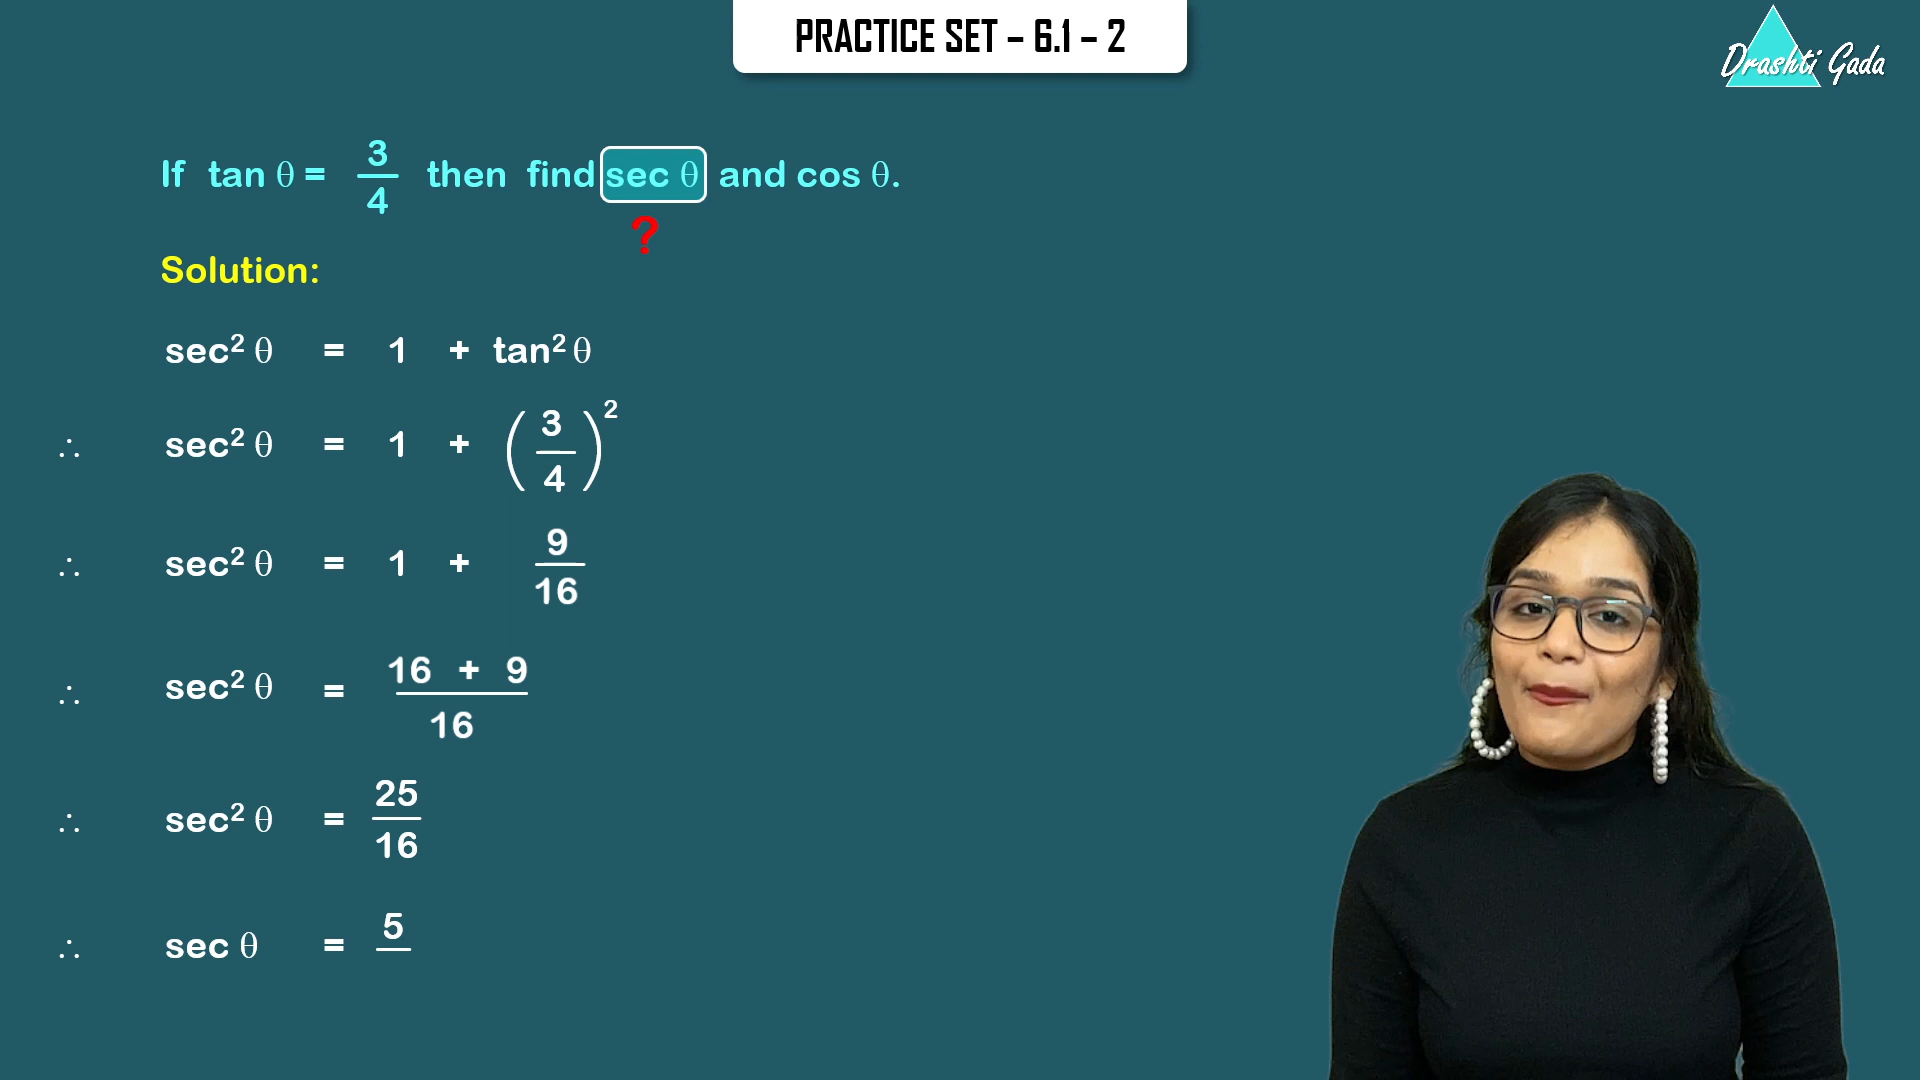 PRACTICE SET – 6.1 – 2
Drashti Gada
If tan θ = 3/4 then find sec θ and cos θ.
?
Solution:
sec² θ = 1 + tan² θ
∴ sec² θ = 1 + (3/4)²
∴ sec² θ = 1 + 9/16
∴ sec² θ = 16 + 9/16
∴ sec² θ = 25/16
∴ sec θ = 5/